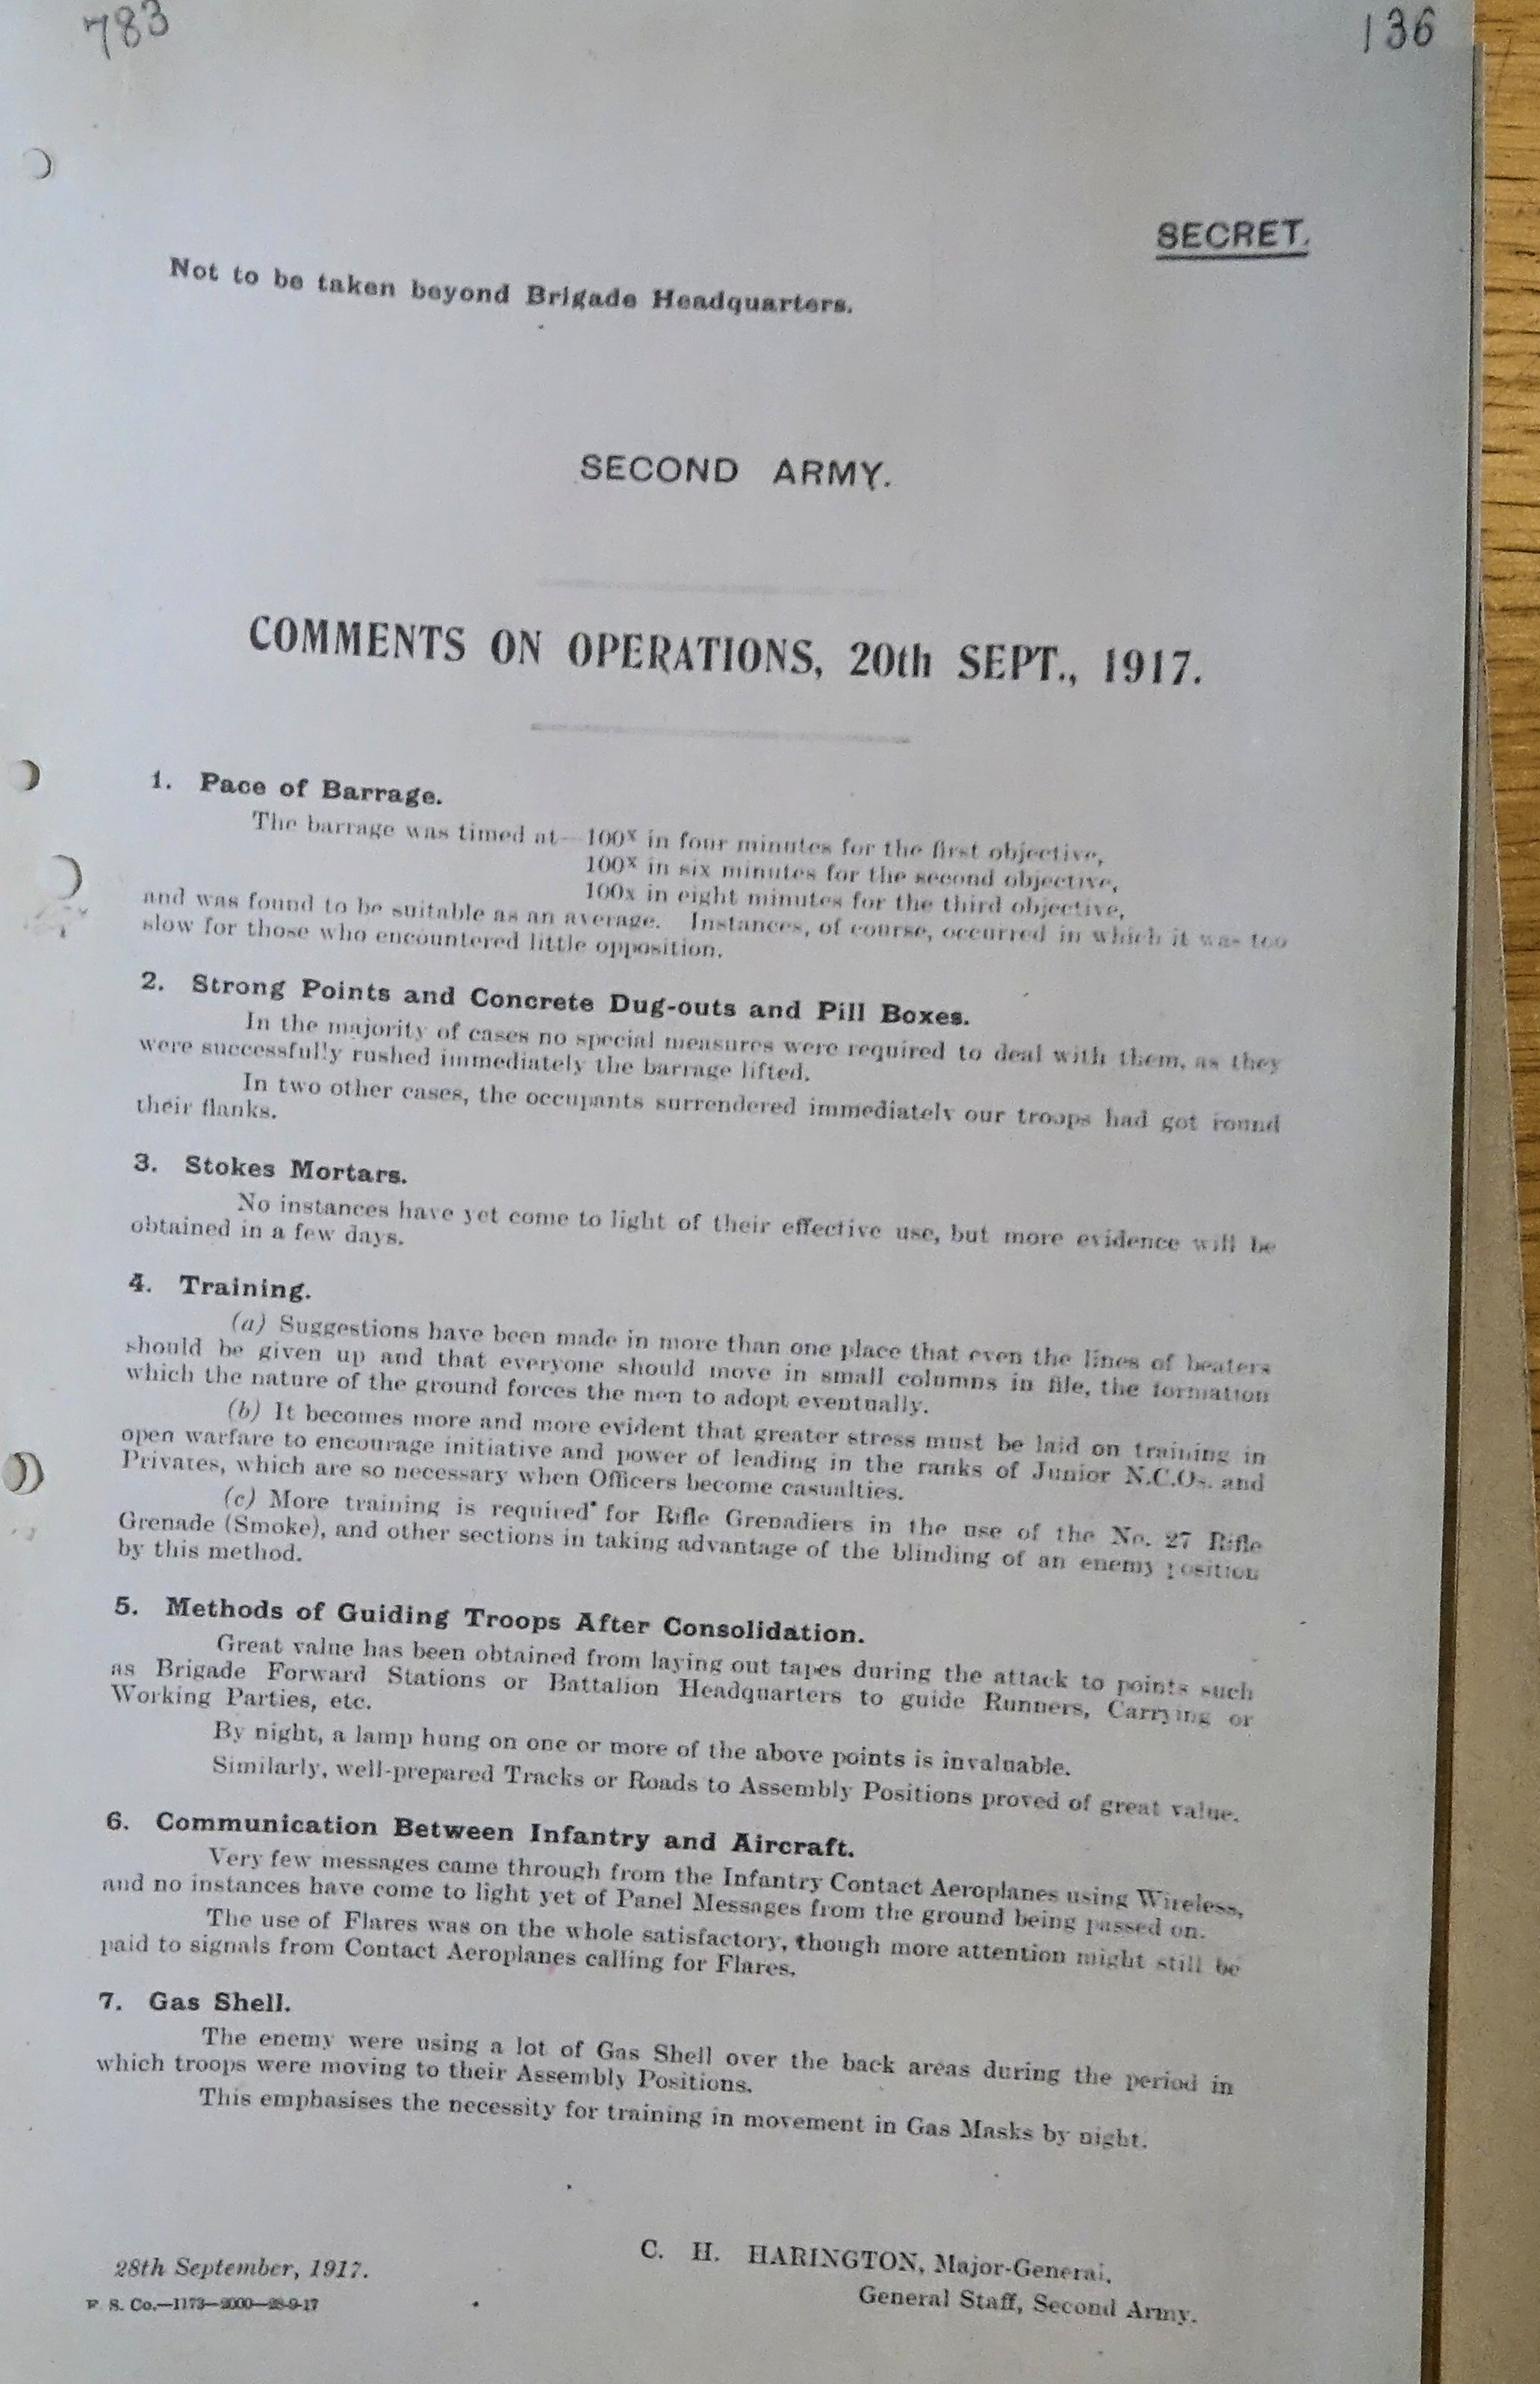 783
136
SECRET.
Not to be taken beyond Brigade Headquarters.
SECOND ARMY.
COMMENTS ON OPERATIONS, 20th SEPT., 1917.
1. Pace of Barrage.
The barrage was timed at—100x in four minutes for the first objective,
100x in six minutes for the second objective,
100x in eight minutes for the third objective,
and was found to be suitable as an average. Instances, of course, occurred in which it was too
slow for those who encountered little opposition.
2. Strong Points and Concrete Dug-outs and Pill Boxes.
In the majority of cases no special measures were required to deal with them, as they
were successfully rushed immediately the barrage lifted.
In two other cases, the occupants surrendered immediately our troops had got round
their flanks.
3. Stokes Mortars.
No instances have yet come to light of their effective use, but more evidence will be
obtained in a few days.
4. Training.
(a) Suggestions have been made in more than one place that even the lines of beaters
should be given up and that everyone should move in small columns in file, the formation
which the nature of the ground forces the men to adopt eventually.
(b) It becomes more and more evident that greater stress must be laid on training in
open warfare to encourage initiative and power of leading in the ranks of Junior N.C.Os. and
Privates, which are so necessary when Officers become casualties.
(c) More training is required for Rifle Grenadiers in the use of the No. 27 Rifle
Grenade (Smoke), and other sections in taking advantage of the blinding of an enemy position
by this method.
5. Methods of Guiding Troops After Consolidation.
Great value has been obtained from laying out tapes during the attack to points such
as Brigade Forward Stations or Battalion Headquarters to guide Runners, Carrying or
Working Parties, etc.
By night, a lamp hung on one or more of the above points is invaluable.
Similarly, well-prepared Tracks or Roads to Assembly Positions proved of great value.
6. Communication Between Infantry and Aircraft.
Very few messages came through from the Infantry Contact Aeroplanes using Wireless,
and no instances have come to light yet of Panel Messages from the ground being passed on.
The use of Flares was on the whole satisfactory, though more attention might still be
paid to signals from Contact Aeroplanes calling for Flares.
7. Gas Shell.
The enemy were using a lot of Gas Shell over the back areas during the period in
which troops were moving to their Assembly Positions.
This emphasises the necessity for training in movement in Gas Masks by night.
C. H. HARINGTON, Major-General,
General Staff, Second Army.
28th September, 1917.
F. S. Co.—1173—2000—28-9-17